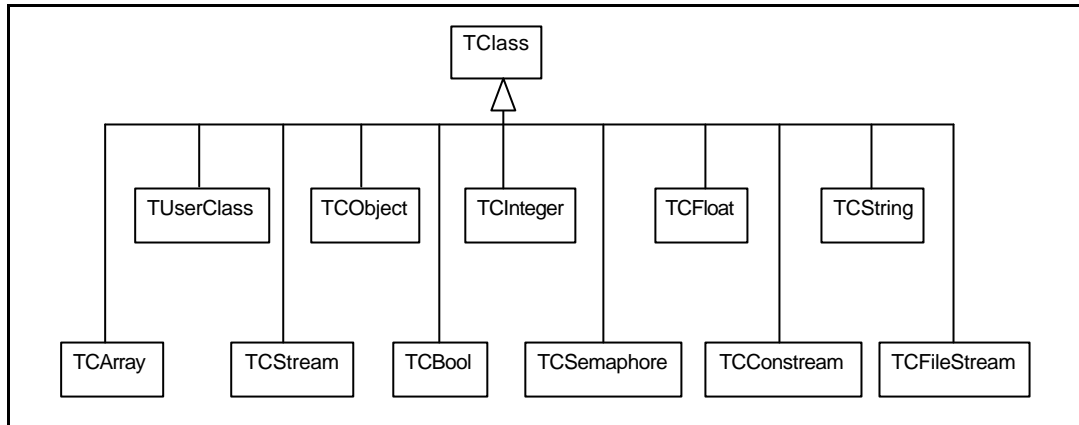 TClass
TUserClass
TCObject
TCInteger
TCFloat
TCString
TCArray
TCStream
TCBool
TCSemaphore
TCConstream
TCFileStream